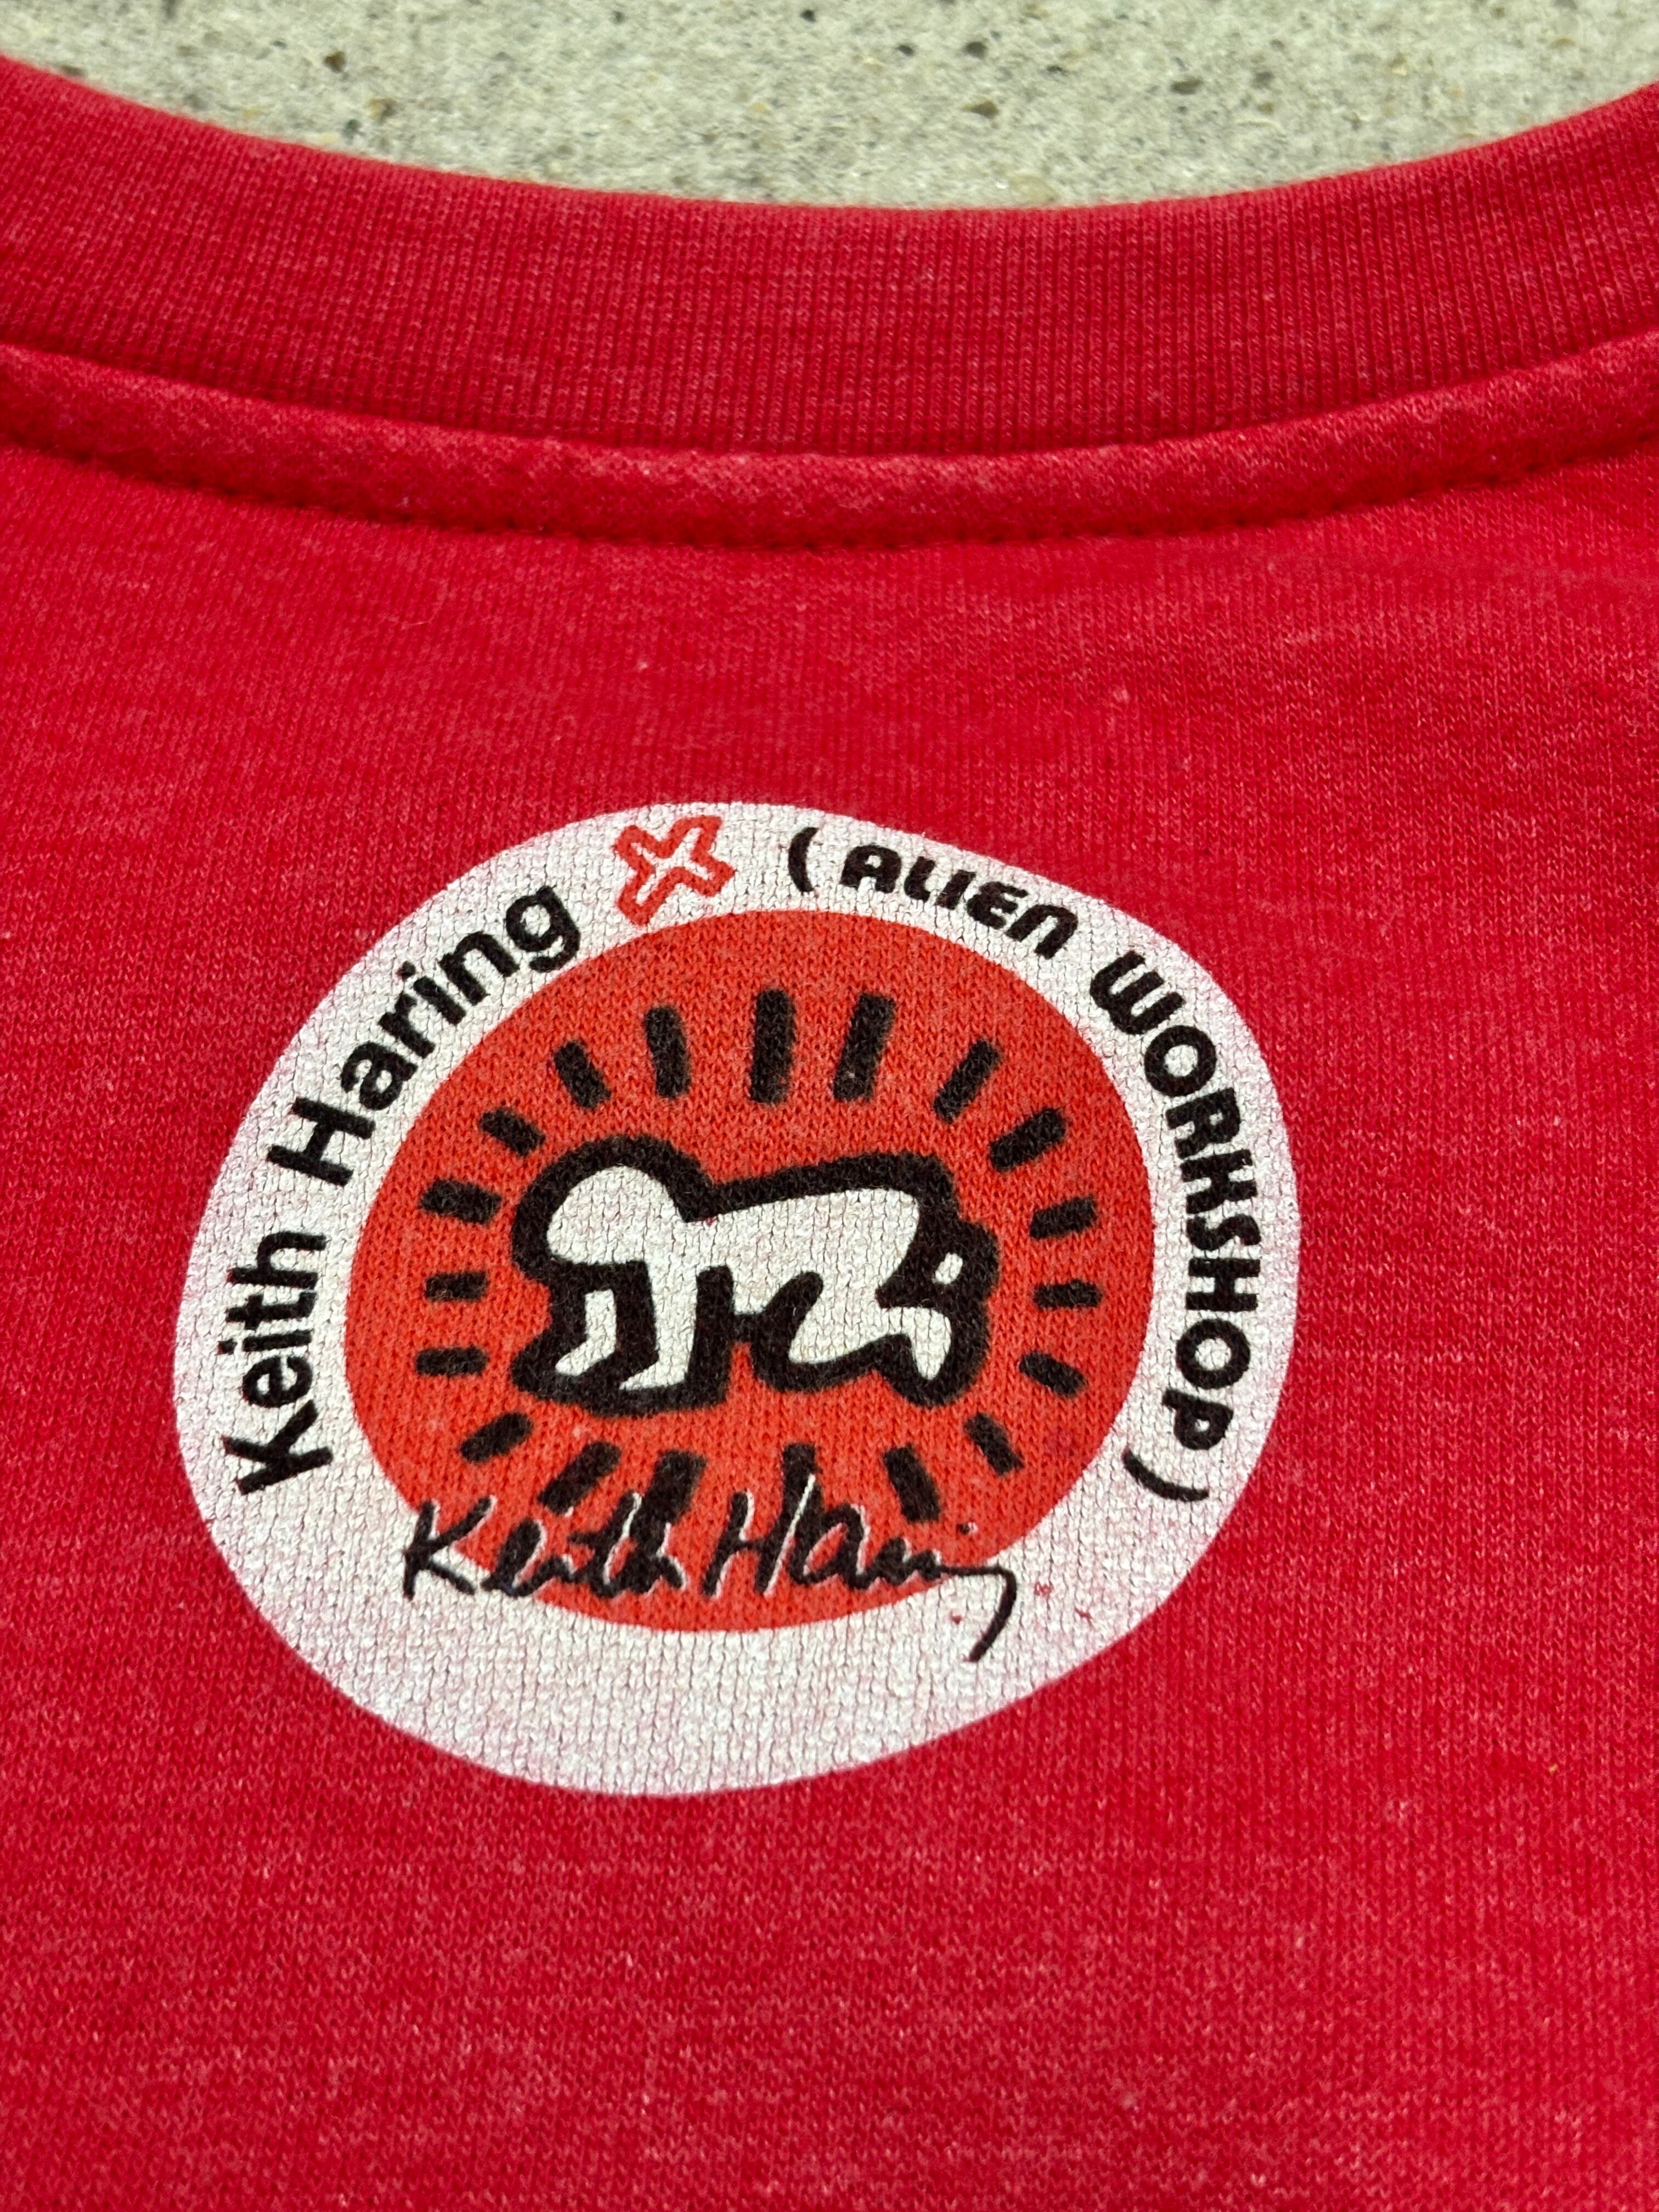 Keith Haring X (ALIEN WORKSHOP)
Keith Haring